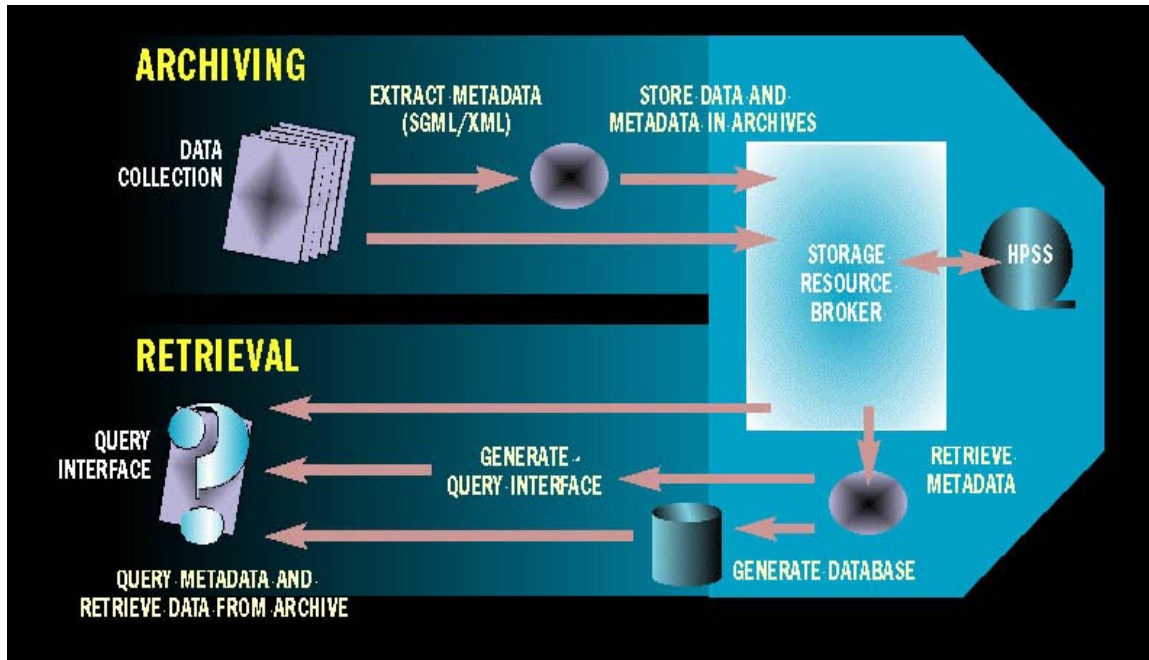 ARCHIVING
EXTRACT METADATA
(SGML/XML)
STORE DATA AND
METADATA IN ARCHIVES
DATA
COLLECTION
STORAGE
RESOURCE
BROKER
HPSS
RETRIEVAL
QUERY
INTERFACE
GENERATE
QUERY INTERFACE
RETRIEVE
METADATA
GENERATE DATABASE
QUERY METADATA AND
RETRIEVE DATA FROM ARCHIVE